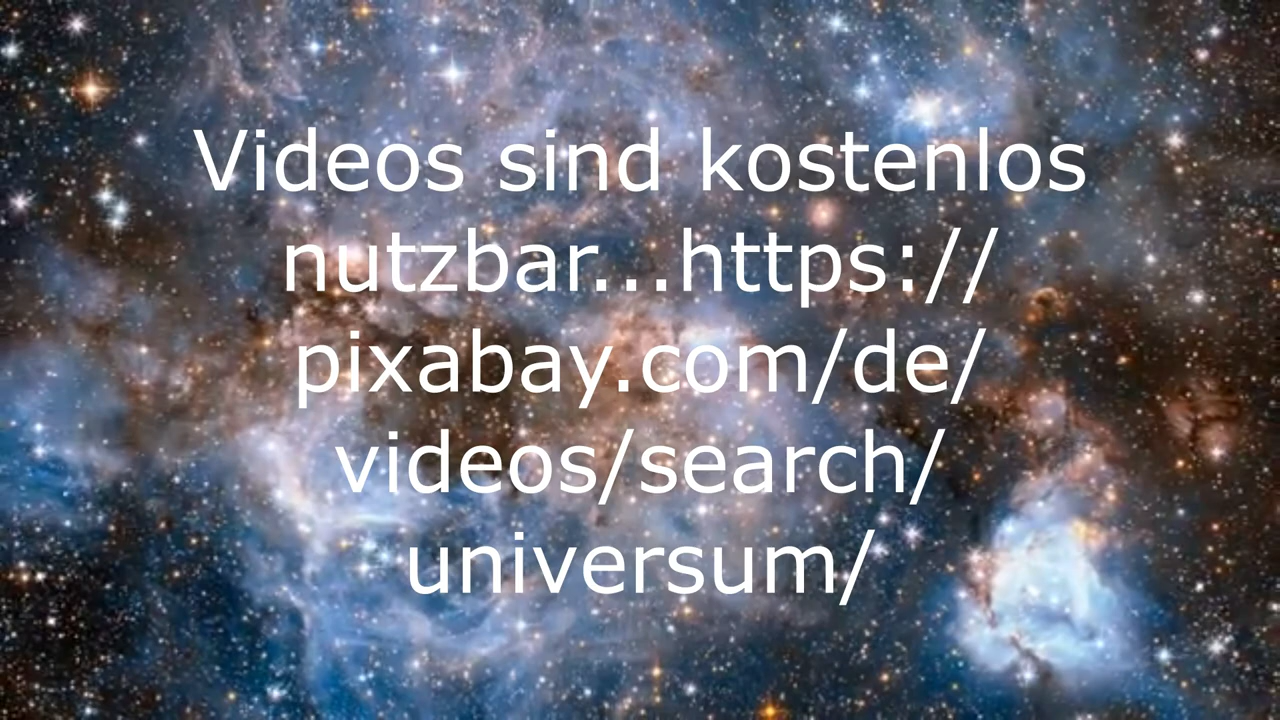 Videos sind kostenlos
nutzbar...https://
pixabay.com/de/
videos/search/
universum/